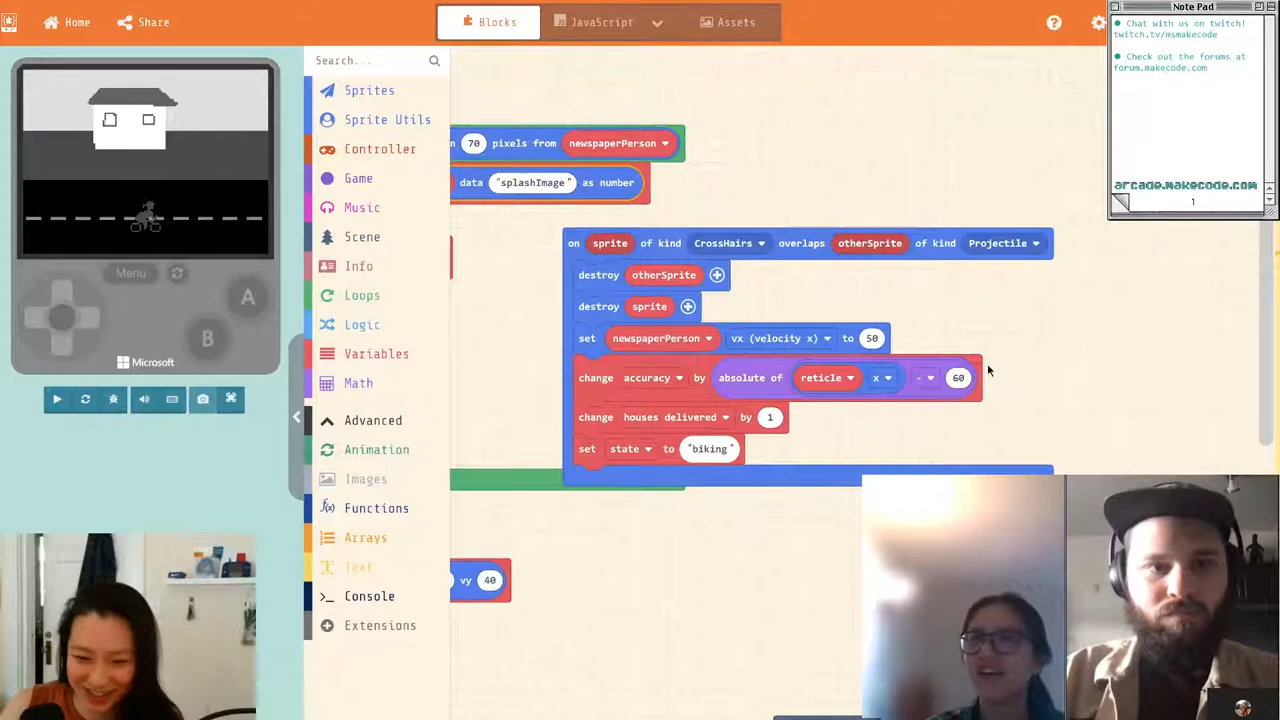 Home
Share
Blocks
JavaScript
Assets
Note Pad
● Chat with us on twitch!
twitch.tv/msmakecode
● Check out the forums at
forum.makecode.com
arcade.makecode.com
1
Menu
A
B
Microsoft
Search...
Sprites
Sprite Utils
Controller
Game
Music
Scene
Info
Loops
Logic
Variables
Math
Advanced
Animation
Images
Functions
Arrays
Text
Console
Extensions
n 70 pixels from newspaperPerson
data "splashImage" as number
on sprite of kind CrossHairs overlaps otherSprite of kind Projectile
destroy otherSprite
destroy sprite
set newspaperPerson vx (velocity x) to 50
change accuracy by absolute of reticle x - 60
change houses delivered by 1
set state to "biking"
vy 40